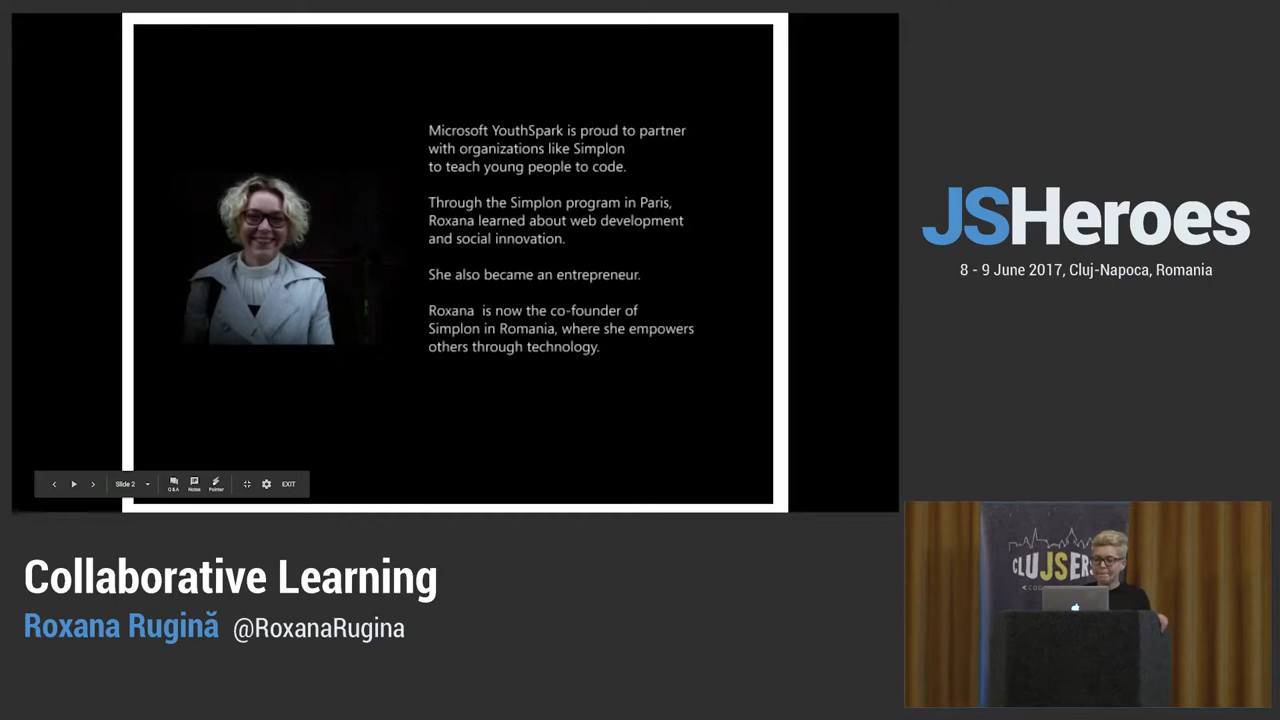 Microsoft YouthSpark is proud to partner
with organizations like Simplon
to teach young people to code.
Through the Simplon program in Paris,
Roxana learned about web development
and social innovation.
She also became an entrepreneur.
Roxana is now the co-founder of
Simplon in Romania, where she empowers
others through technology.
Slide 2
Q&A
Notes
Pointer
EXIT
JSHeroes
8 - 9 June 2017, Cluj-Napoca, Romania
CLUJSERS
Collaborative Learning
Roxana Rugină @RoxanaRugina